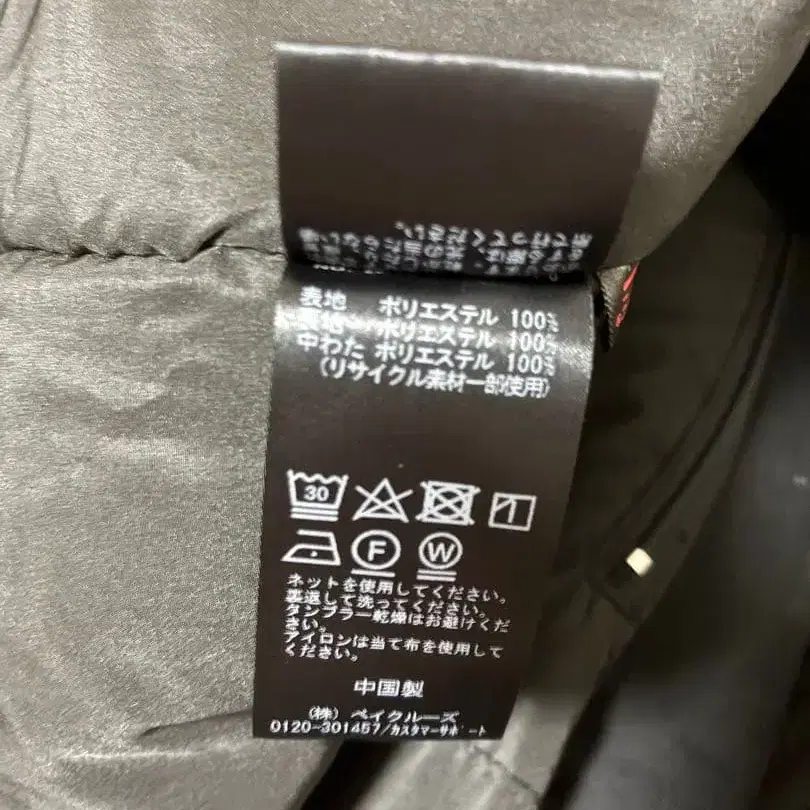 表地 ポリエステル 100%
裏地 ポリエステル 100%
中わた ポリエステル 100%
(リサイクル素材一部使用)
30
F W
ネットを使用してください。
裏返して洗ってください。
タンブラー乾燥はお避けくだ
さい。
アイロンは当て布を使用して
ください。
中国製
(株) ベイクルーズ
0120-301457/カスタマーサポート